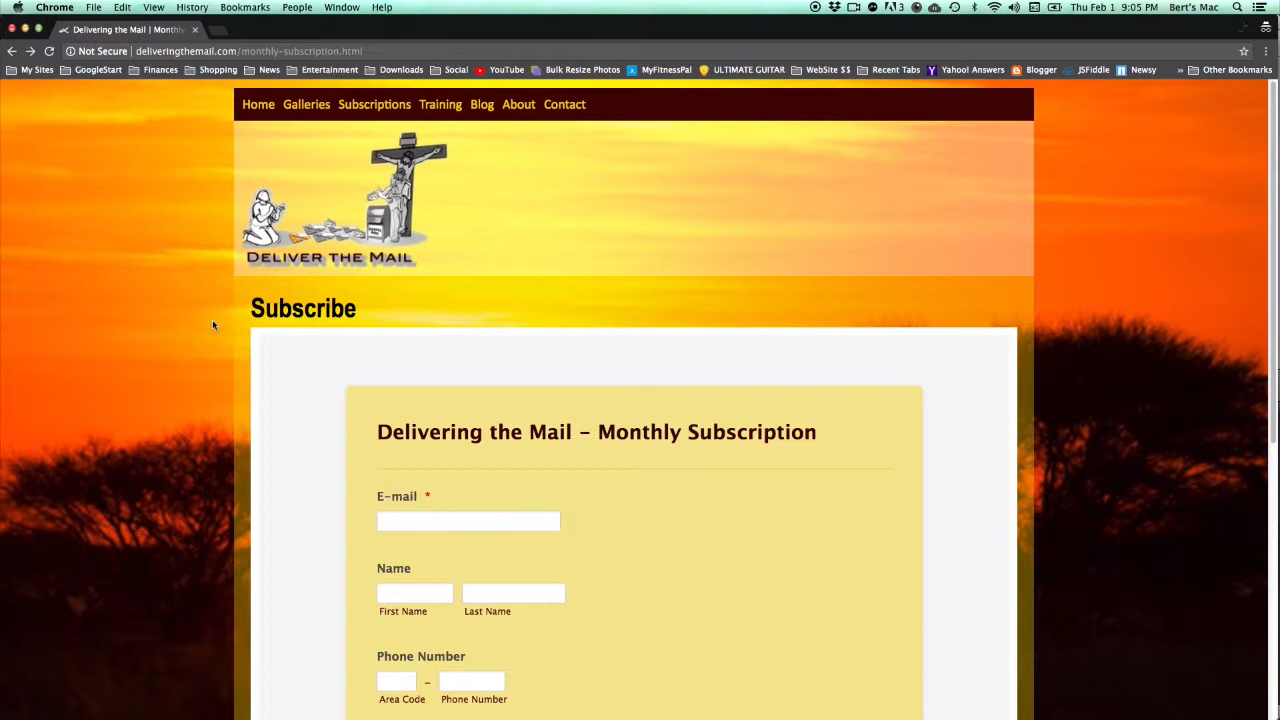 Chrome File Edit View History Bookmarks People Window Help 3 Thu Feb 1 9:05 PM Bert's Mac
Delivering the Mail | Monthly
Not Secure | deliveringthemail.com/monthly-subscription.html
My Sites GoogleStart Finances Shopping News Entertainment Downloads Social YouTube Bulk Resize Photos MyFitnessPal ULTIMATE GUITAR WebSite $$ Recent Tabs Yahoo! Answers Blogger JSFiddle Newsy » Other Bookmarks
Home Galleries Subscriptions Training Blog About Contact
DELIVER THE MAIL
Subscribe
Delivering the Mail - Monthly Subscription
E-mail *
Name
First Name Last Name
Phone Number
-
Area Code Phone Number